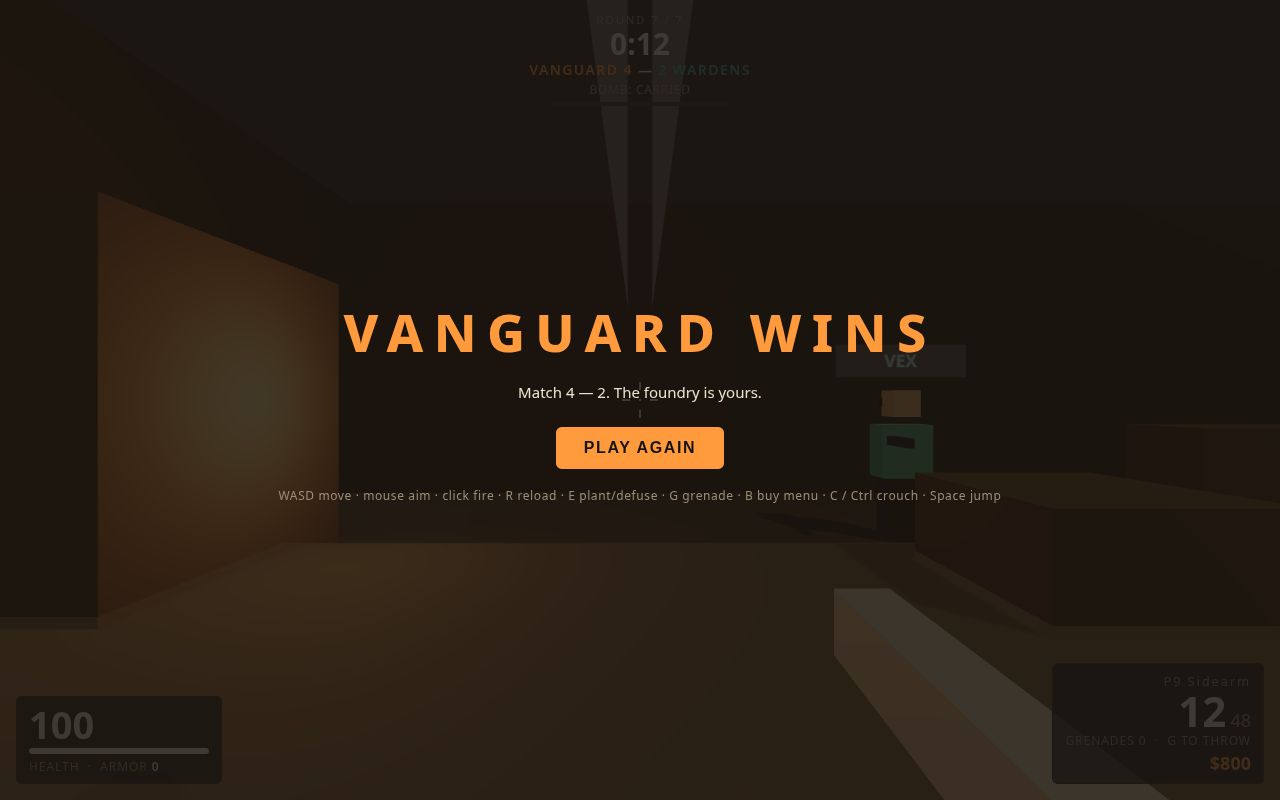 ROUND 7 / 7
0:12
VANGUARD 4 — 2 WARDENS
BOMB: CARRIED
VANGUARD WINS
VEX
Match 4 — 2. The foundry is yours.
PLAY AGAIN
WASD move · mouse aim · click fire · R reload · E plant/defuse · G grenade · B buy menu · C / Ctrl crouch · Space jump
100
HEALTH · ARMOR 0
P9 Sidearm
12 48
GRENADES 0 · G TO THROW
$800